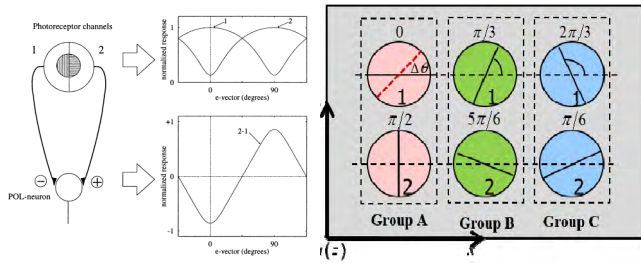 Photoreceptor channels
1
2
⊖
⊕
POL-neuron
normalized response
1
0
1
2
0
90
e-vector (degrees)
normalized response
+1
0
-1
2-1
0
90
e-vector (degrees)
0
π/3
2π/3
Δθ
1
1
1
π/2
5π/6
π/6
2
2
2
Group A
Group B
Group C
(z)